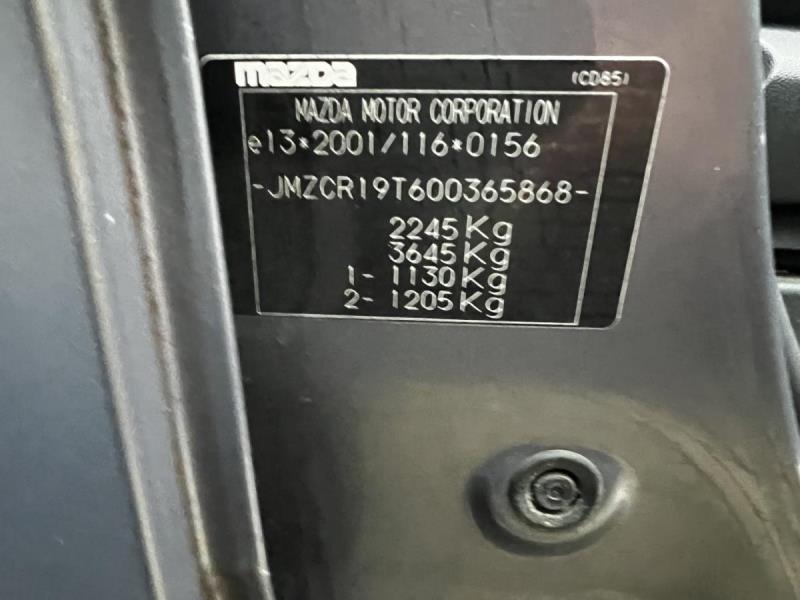 mazda (CD85)
MAZDA MOTOR CORPORATION
e13*2001/116*0156
-JMZCR19T600365868-
2245Kg
3645Kg
1- 1130Kg
2- 1205Kg